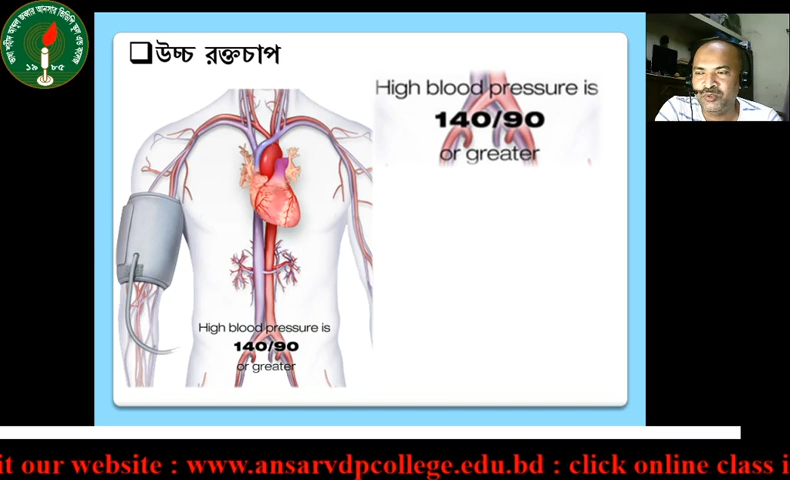 উচ্চ রক্তচাপ
High blood pressure is
140/90
or greater
High blood pressure is
140/90
or greater
১৯৮৫
it our website : www.ansarvdpcollege.edu.bd : click online class i